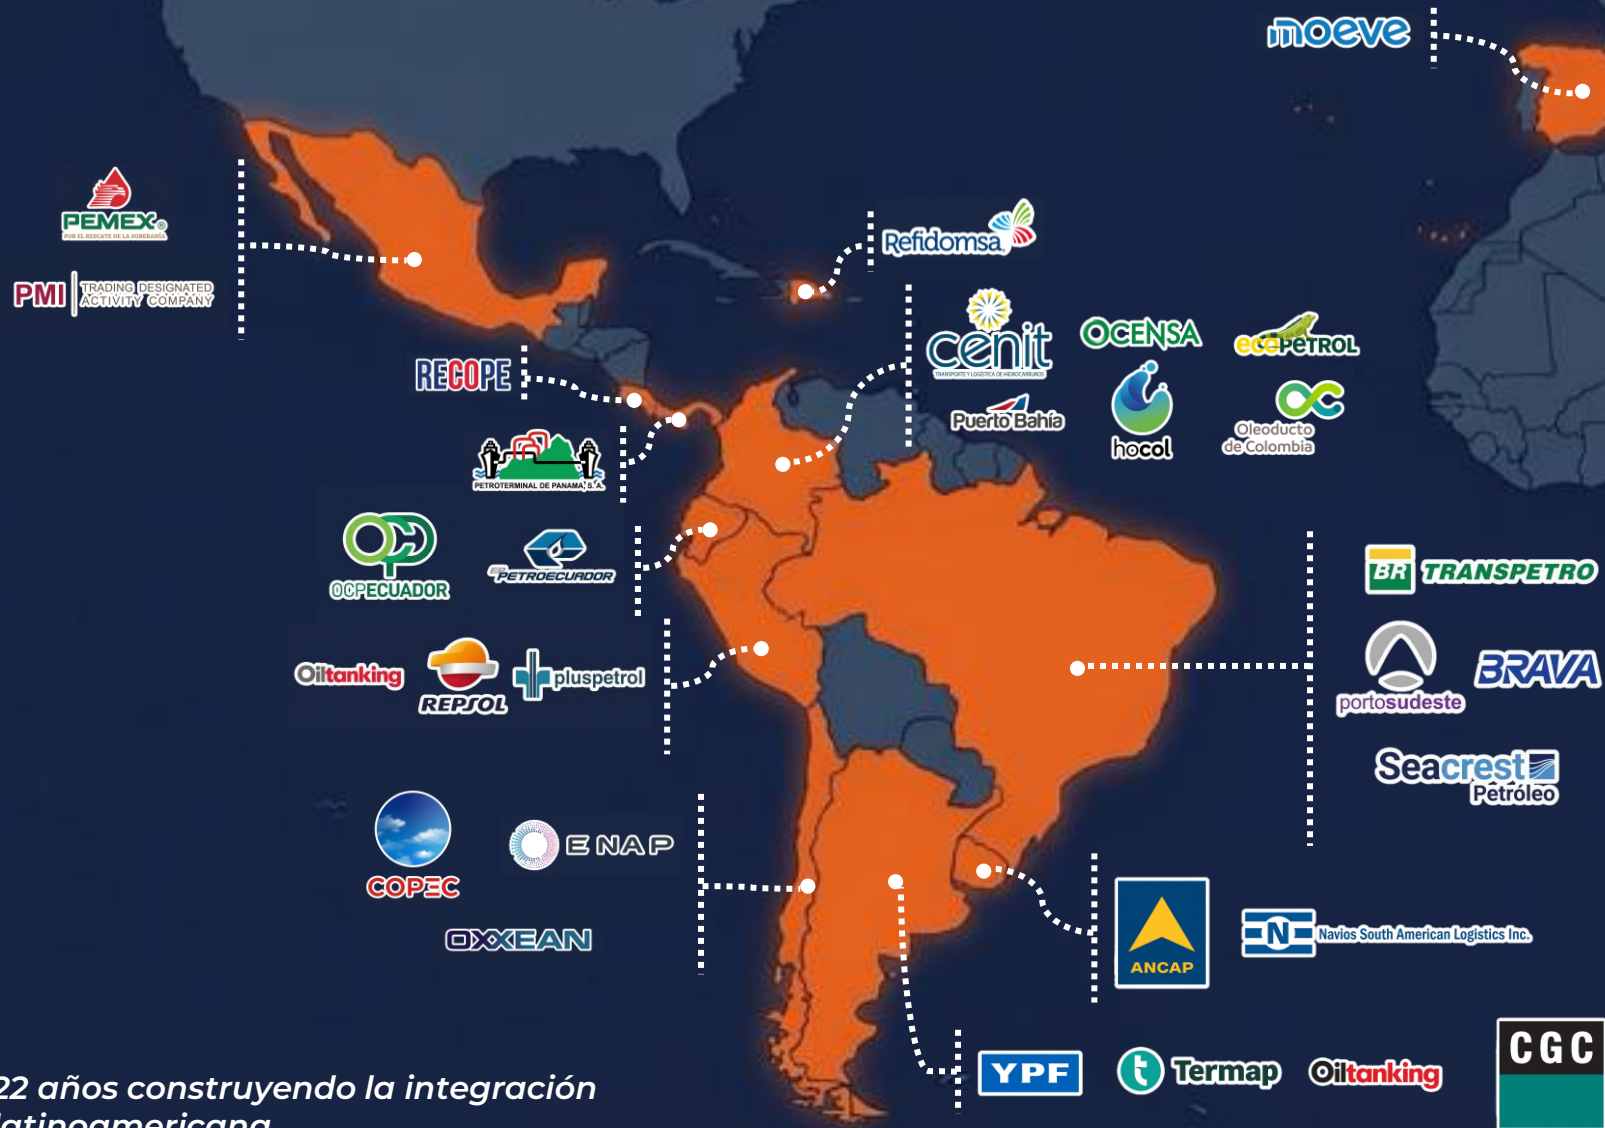 moeve
PEMEX®
POR EL RESCATE DE LA SOBERANÍA
PMI
TRADING DESIGNATED
ACTIVITY COMPANY
Refidomsa
cenit
TRANSPORTE Y LOGÍSTICA DE HIDROCARBUROS
OCENSA
ecoPETROL
Puerto Bahía
hocol
Oleoducto
de Colombia
RECOPE
PETROTERMINAL DE PANAMA, S.A.
OCPECUADOR
EP PETROECUADOR
Oiltanking
REPSOL
pluspetrol
BR TRANSPETRO
portosudeste
BRAVA
Seacrest
Petróleo
COPEC
ENAP
OXXEAN
ANCAP
N
Navios South American Logistics Inc.
YPF
t Termap
Oiltanking
CGC
22 años construyendo la integración
latinoamericana